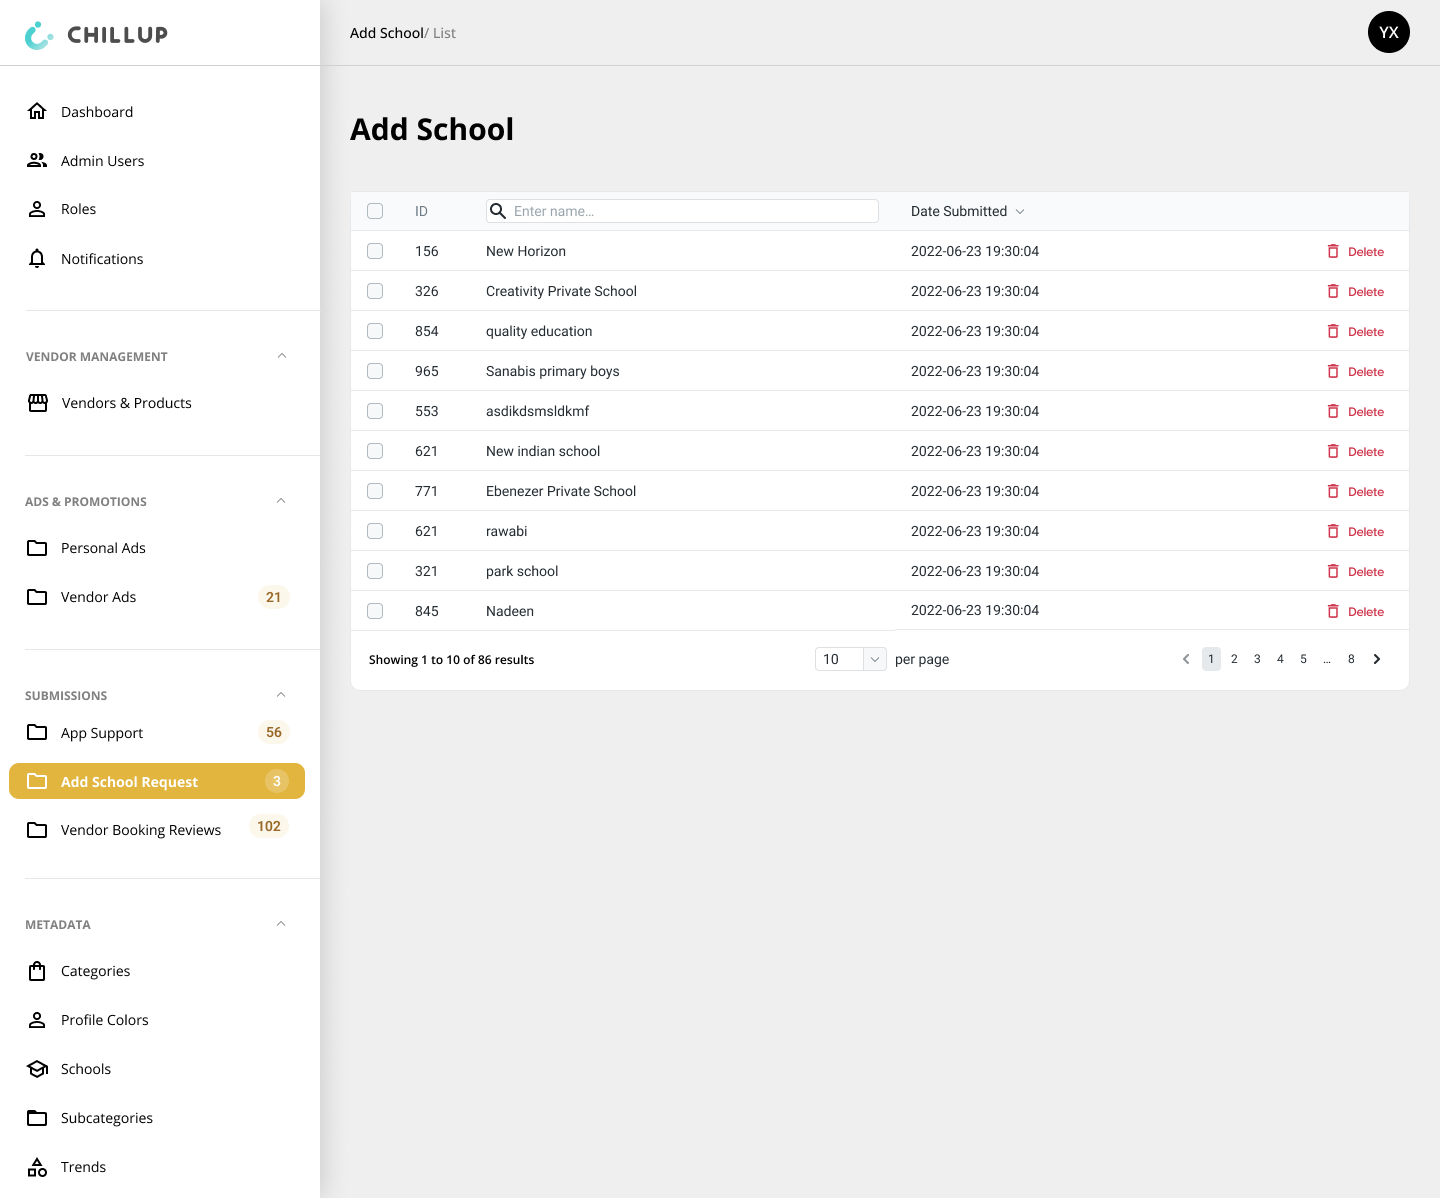 CHILLUP
Add School/ List
YX
Dashboard
Admin Users
Roles
Notifications
VENDOR MANAGEMENT
Vendors & Products
ADS & PROMOTIONS
Personal Ads
Vendor Ads 21
SUBMISSIONS
App Support 56
Add School Request 3
Vendor Booking Reviews 102
METADATA
Categories
Profile Colors
Schools
Subcategories
Trends
Add School
ID Enter name... Date Submitted
156 New Horizon 2022-06-23 19:30:04 Delete
326 Creativity Private School 2022-06-23 19:30:04 Delete
854 quality education 2022-06-23 19:30:04 Delete
965 Sanabis primary boys 2022-06-23 19:30:04 Delete
553 asdikdsmsldkmf 2022-06-23 19:30:04 Delete
621 New indian school 2022-06-23 19:30:04 Delete
771 Ebenezer Private School 2022-06-23 19:30:04 Delete
621 rawabi 2022-06-23 19:30:04 Delete
321 park school 2022-06-23 19:30:04 Delete
845 Nadeen 2022-06-23 19:30:04 Delete
Showing 1 to 10 of 86 results 10 per page 1 2 3 4 5 ... 8